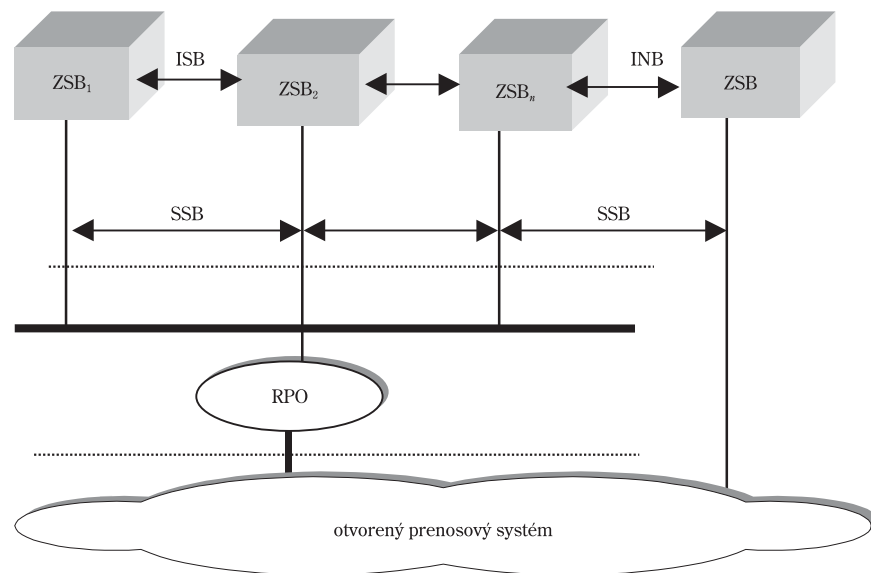 ISB
INB
ZSB₁
ZSB₂
ZSBₙ
ZSB
SSB
SSB
RPO
otvorený prenosový systém